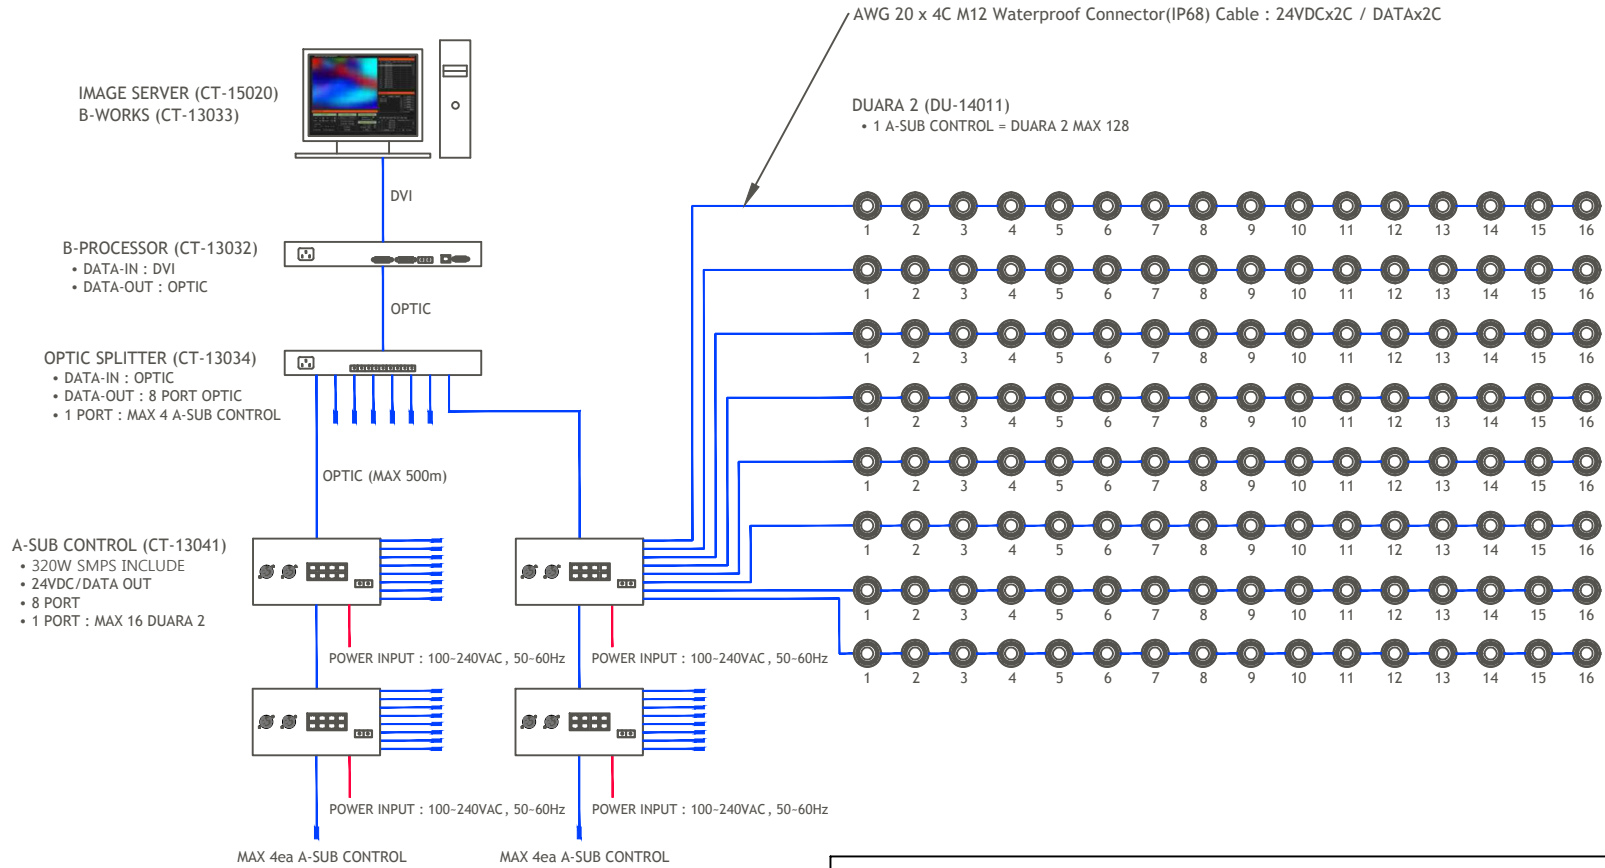 AWG 20 x 4C M12 Waterproof Connector(IP68) Cable : 24VDCx2C / DATAx2C
IMAGE SERVER (CT-15020)
B-WORKS (CT-13033)
DUARA 2 (DU-14011)
• 1 A-SUB CONTROL = DUARA 2 MAX 128
DVI
B-PROCESSOR (CT-13032)
• DATA-IN : DVI
• DATA-OUT : OPTIC
OPTIC
OPTIC SPLITTER (CT-13034)
• DATA-IN : OPTIC
• DATA-OUT : 8 PORT OPTIC
• 1 PORT : MAX 4 A-SUB CONTROL
OPTIC (MAX 500m)
A-SUB CONTROL (CT-13041)
• 320W SMPS INCLUDE
• 24VDC/DATA OUT
• 8 PORT
• 1 PORT : MAX 16 DUARA 2
1 2 3 4 5 6 7 8 9 10 11 12 13 14 15 16
1 2 3 4 5 6 7 8 9 10 11 12 13 14 15 16
1 2 3 4 5 6 7 8 9 10 11 12 13 14 15 16
1 2 3 4 5 6 7 8 9 10 11 12 13 14 15 16
1 2 3 4 5 6 7 8 9 10 11 12 13 14 15 16
1 2 3 4 5 6 7 8 9 10 11 12 13 14 15 16
1 2 3 4 5 6 7 8 9 10 11 12 13 14 15 16
1 2 3 4 5 6 7 8 9 10 11 12 13 14 15 16
POWER INPUT : 100~240VAC, 50~60Hz
POWER INPUT : 100~240VAC, 50~60Hz
POWER INPUT : 100~240VAC, 50~60Hz
POWER INPUT : 100~240VAC, 50~60Hz
MAX 4ea A-SUB CONTROL
MAX 4ea A-SUB CONTROL